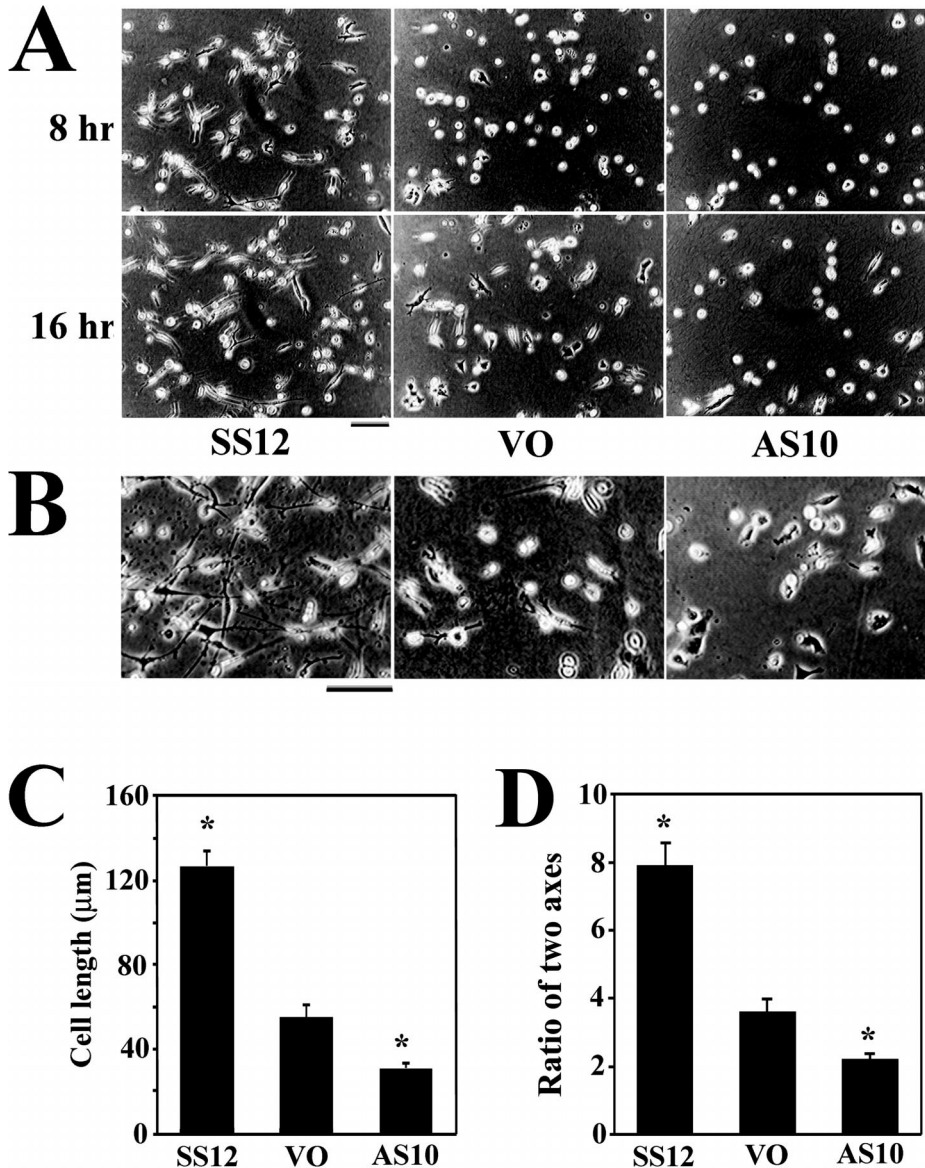 A
8 hr
16 hr
SS12 VO AS10
B
C
160
120
80
40
0
Cell length (μm)
*
*
SS12 VO AS10
D
10
8
6
4
2
0
Ratio of two axes
*
*
SS12 VO AS10